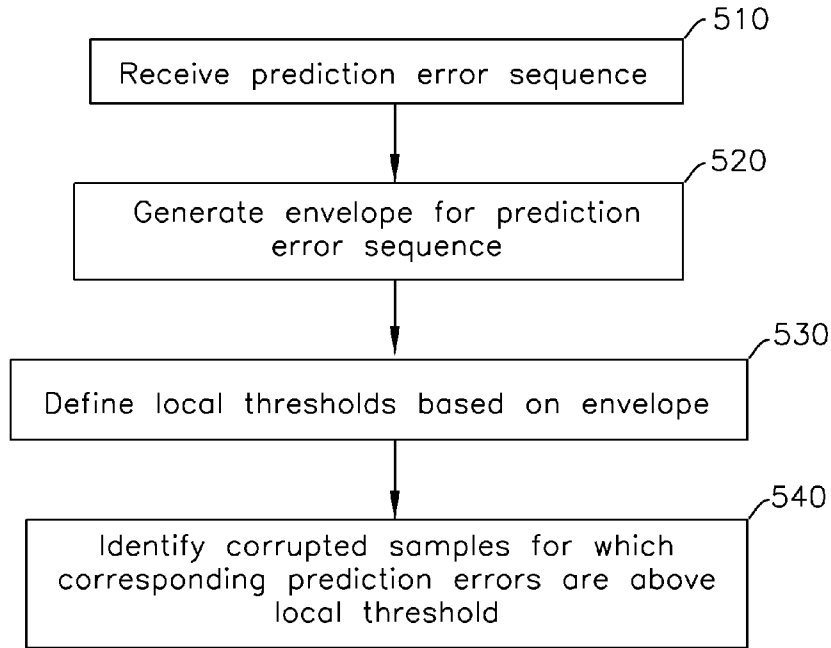 510
Receive prediction error sequence
520
Generate envelope for prediction
error sequence
530
Define local thresholds based on envelope
540
Identify corrupted samples for which
corresponding prediction errors are above
local threshold